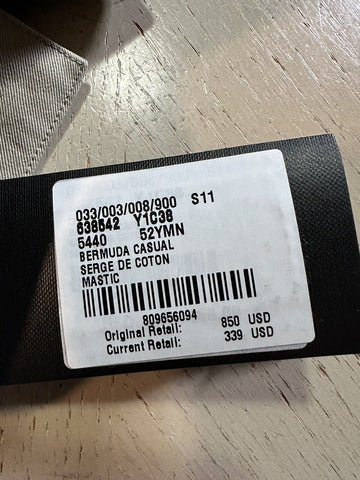 033/003/008/900 S11
638542 Y1C38
5440 52YMN
BERMUDA CASUAL
SERGE DE COTON
MASTIC
809656094
Original Retail: 850 USD
Current Retail: 339 USD